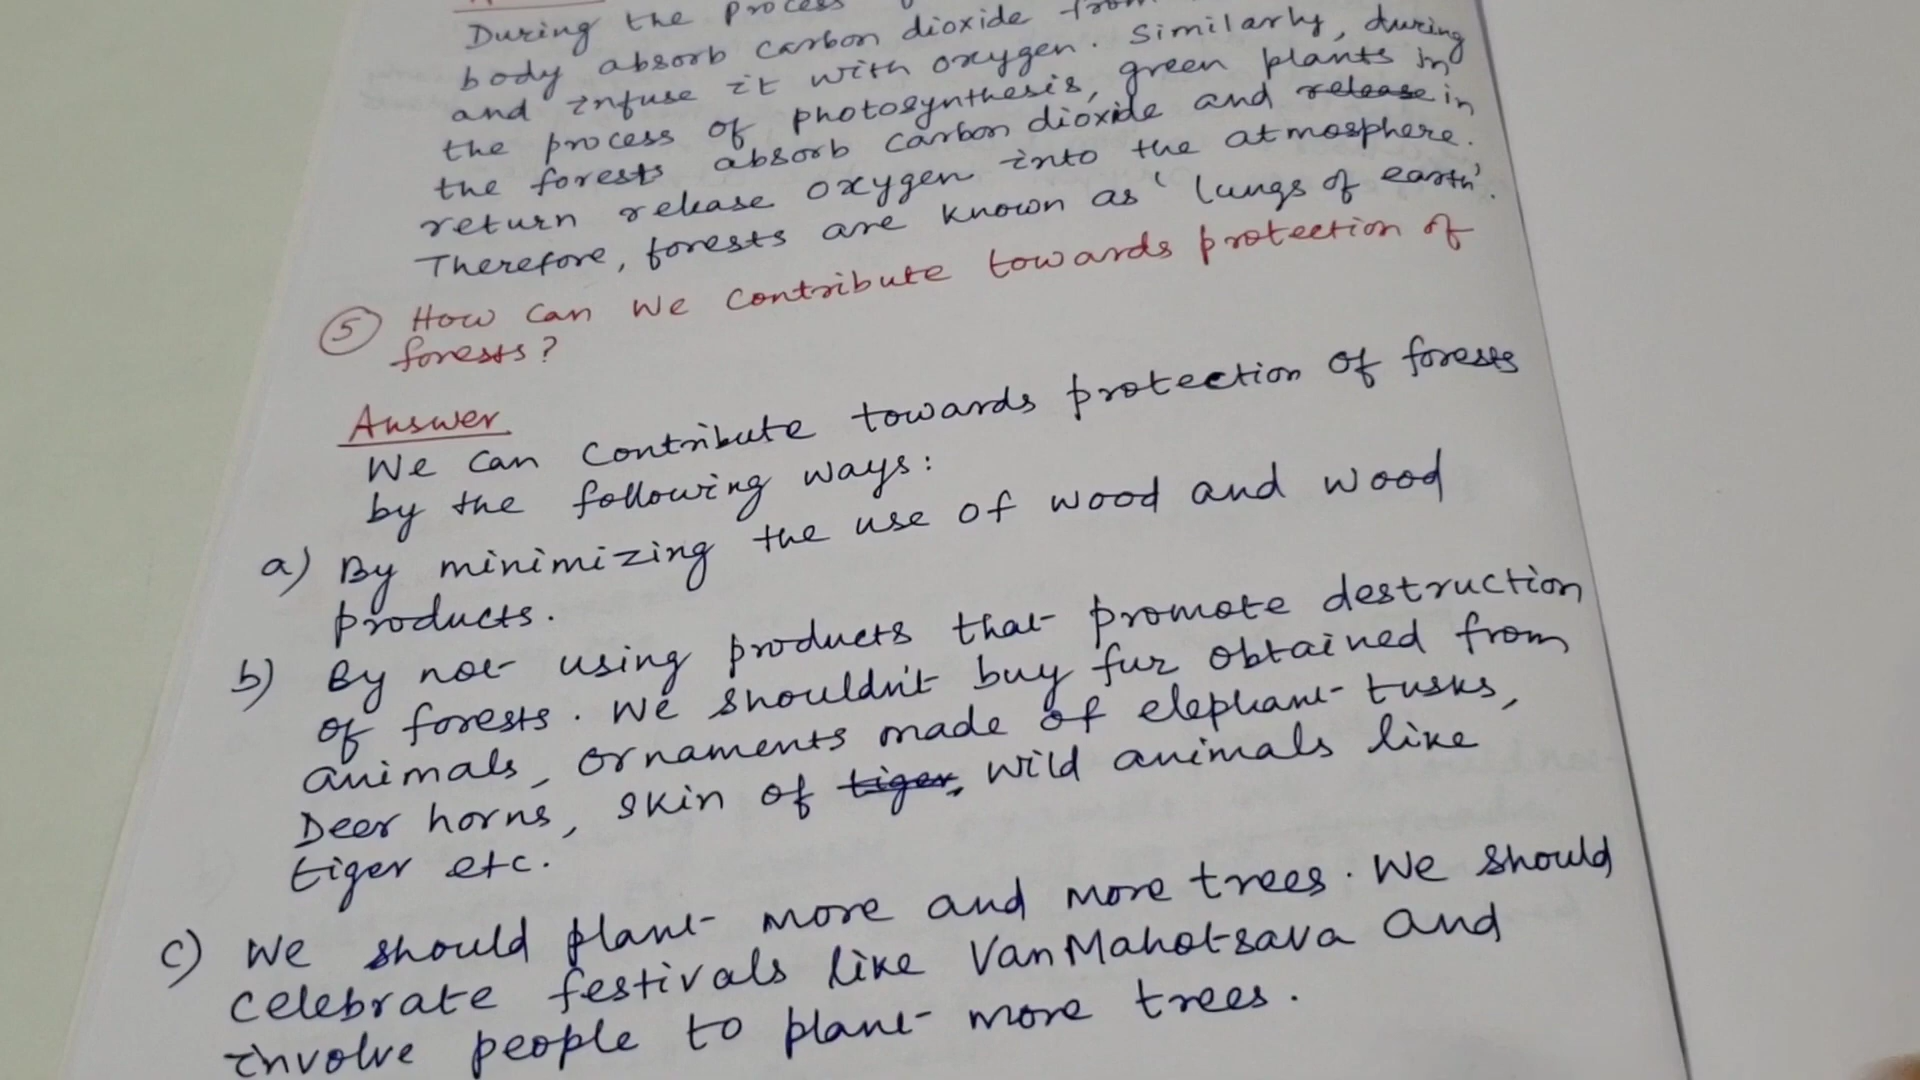 During the process
body absorb carbon dioxide from
and infuse it with oxygen. Similarly, during
the process of photosynthesis, green plants in
the forests absorb carbon dioxide and release in
return release oxygen into the atmosphere.
Therefore, forests are known as 'lungs of earth'.
5 How can we contribute towards protection of
forests?
Answer
We can contribute towards protection of forests
by the following ways:
a) By minimizing the use of wood and wood
products.
b) By not using products that promote destruction
of forests. We shouldn't buy fur obtained from
animals, ornaments made of elephant tusks,
Deer horns, skin of tiger, wild animals like
tiger etc.
c) We should plant more and more trees. We should
celebrate festivals like Van Mahotsava and
involve people to plant more trees.